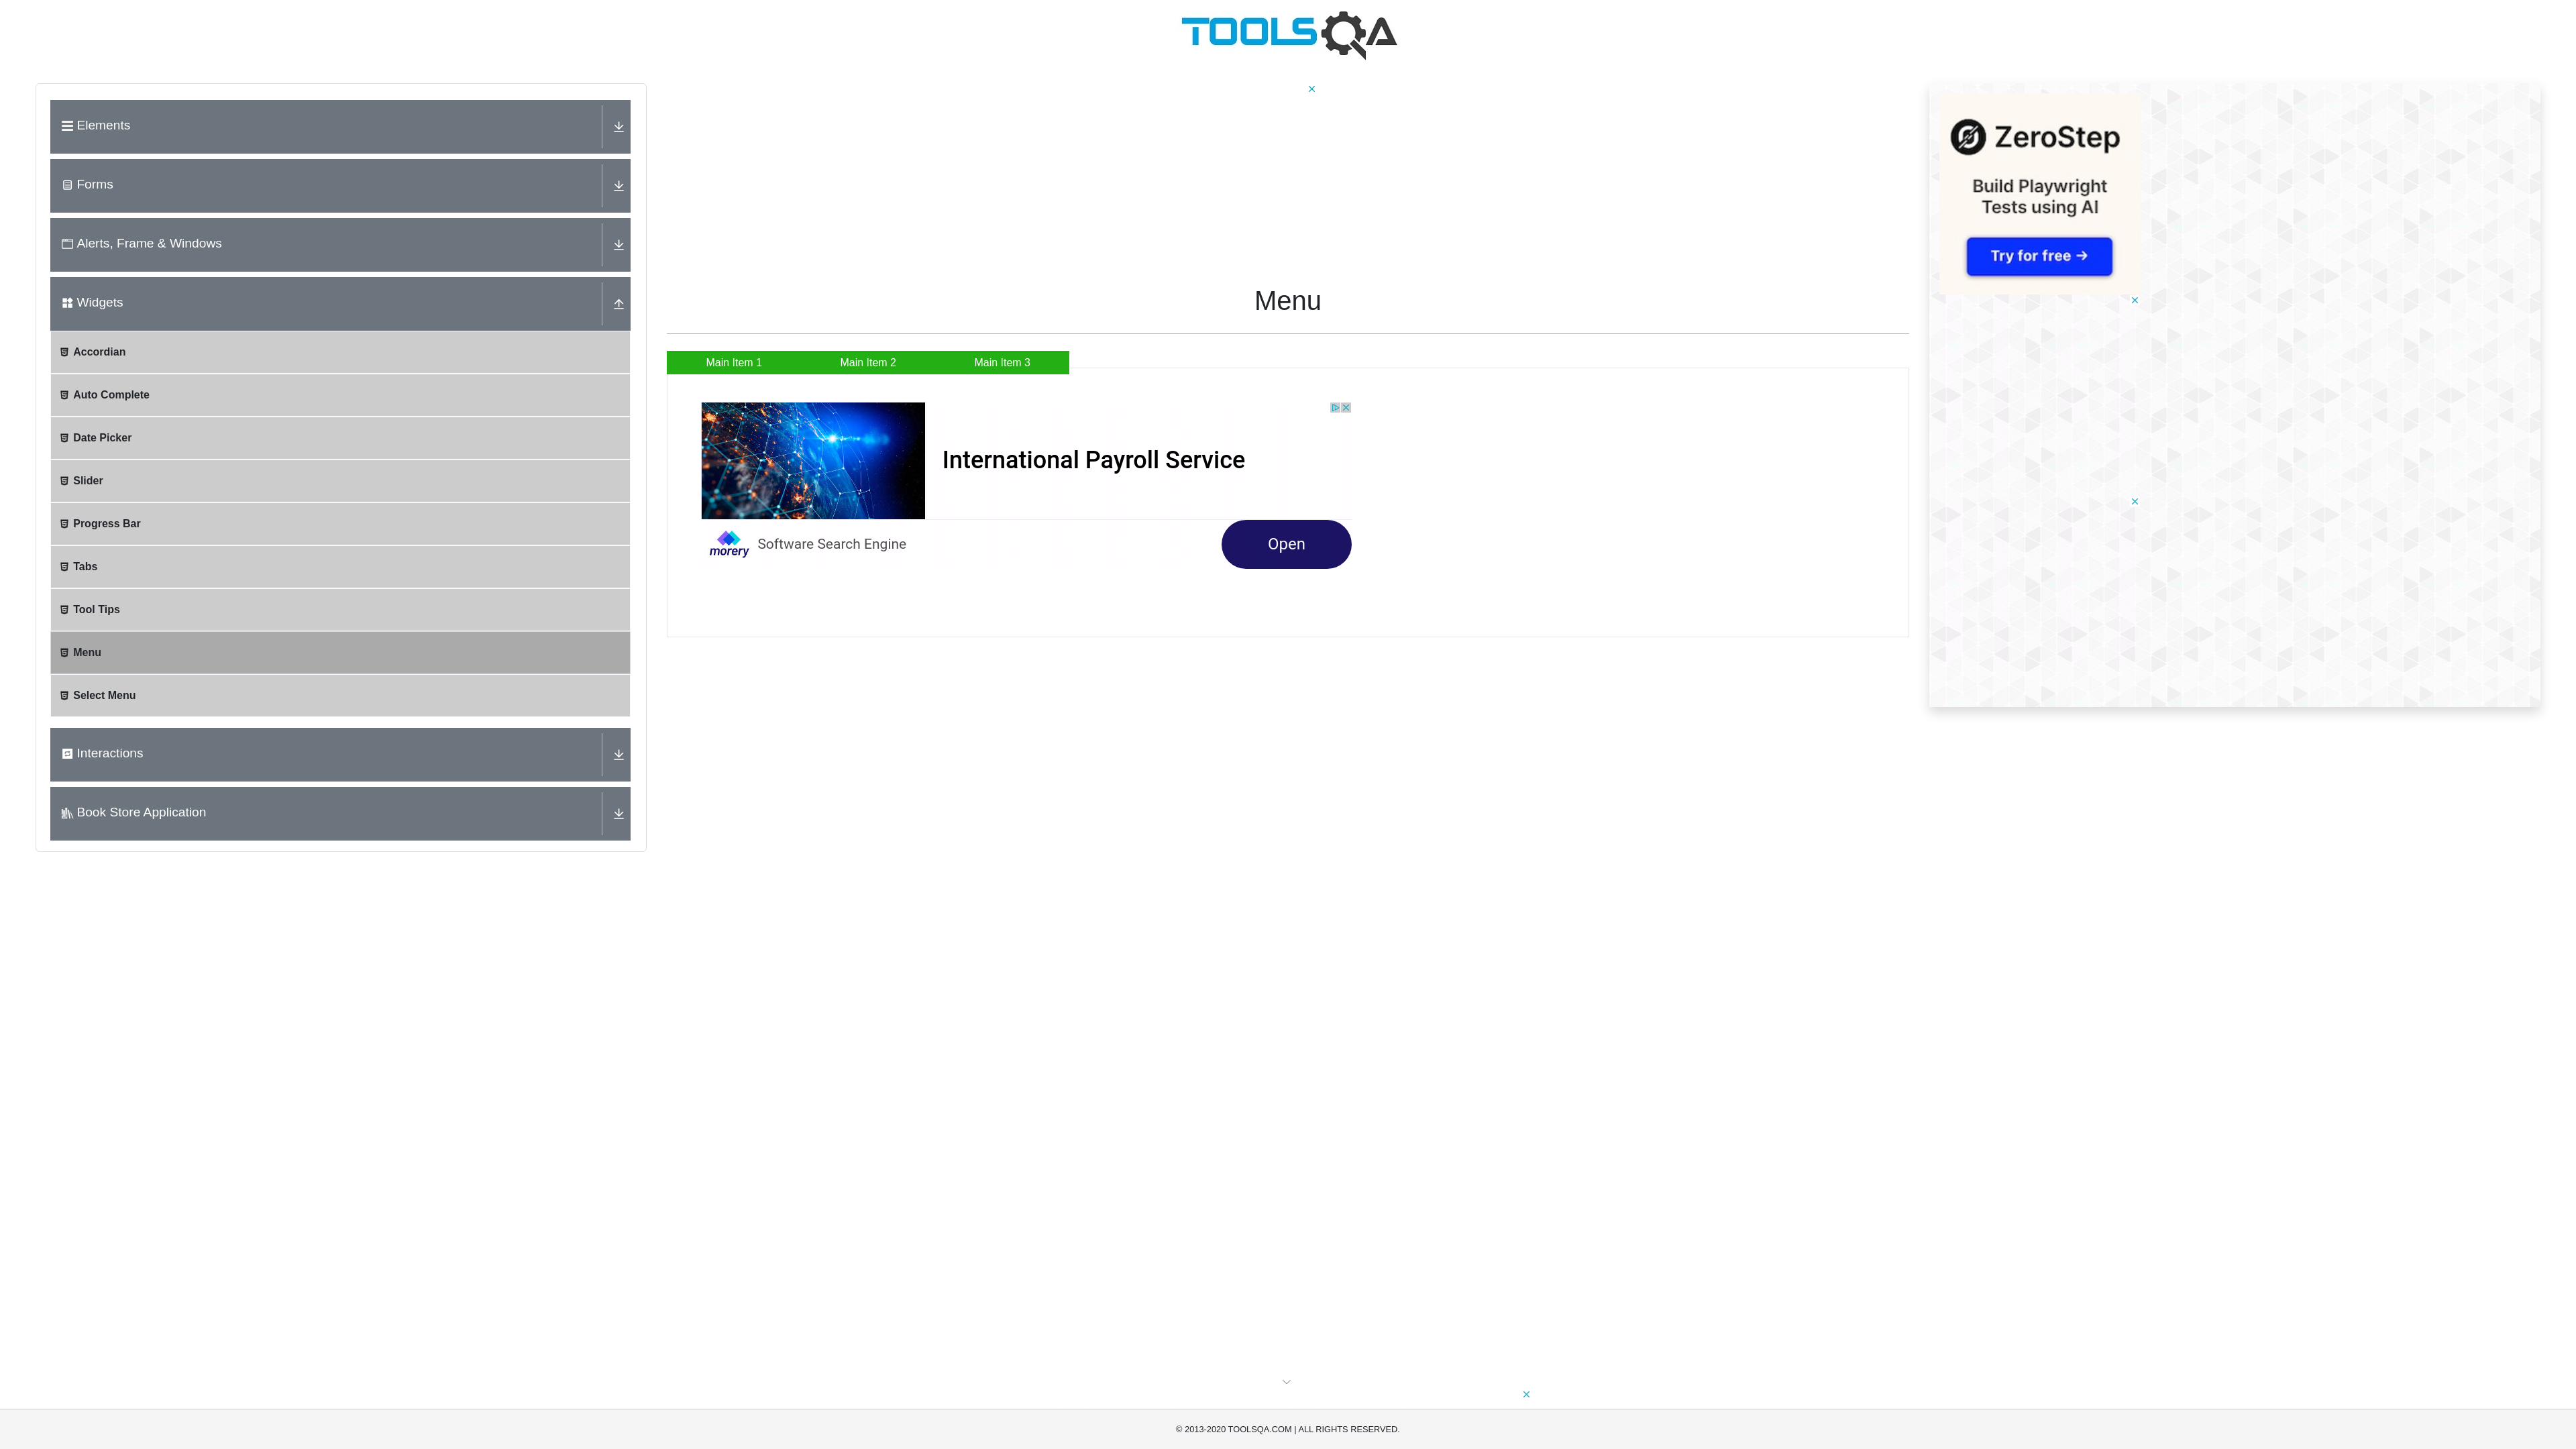 TOOLSQA
Elements
Forms
Alerts, Frame & Windows
Widgets
Accordian
Auto Complete
Date Picker
Slider
Progress Bar
Tabs
Tool Tips
Menu
Select Menu
Interactions
Book Store Application
Menu
Main Item 1
Main Item 2
Main Item 3
International Payroll Service
morery
Software Search Engine
Open
ZeroStep
Build Playwright
Tests using AI
Try for free →
© 2013-2020 TOOLSQA.COM | ALL RIGHTS RESERVED.